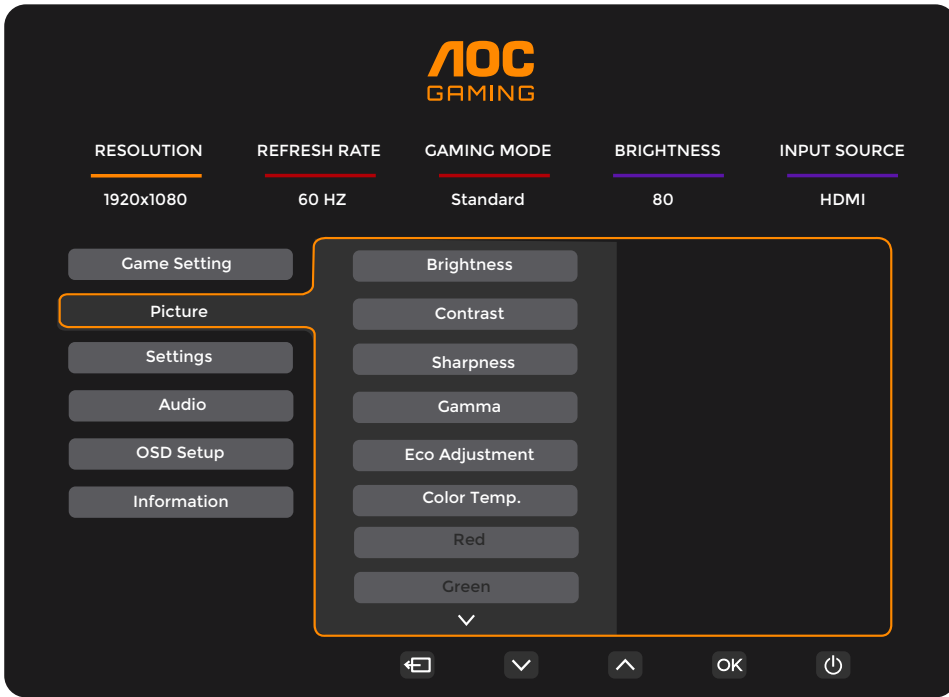 AOC
GAMING
RESOLUTION REFRESH RATE GAMING MODE BRIGHTNESS INPUT SOURCE
1920x1080 60 HZ Standard 80 HDMI
Game Setting
Picture
Settings
Audio
OSD Setup
Information
Brightness
Contrast
Sharpness
Gamma
Eco Adjustment
Color Temp.
Red
Green
OK